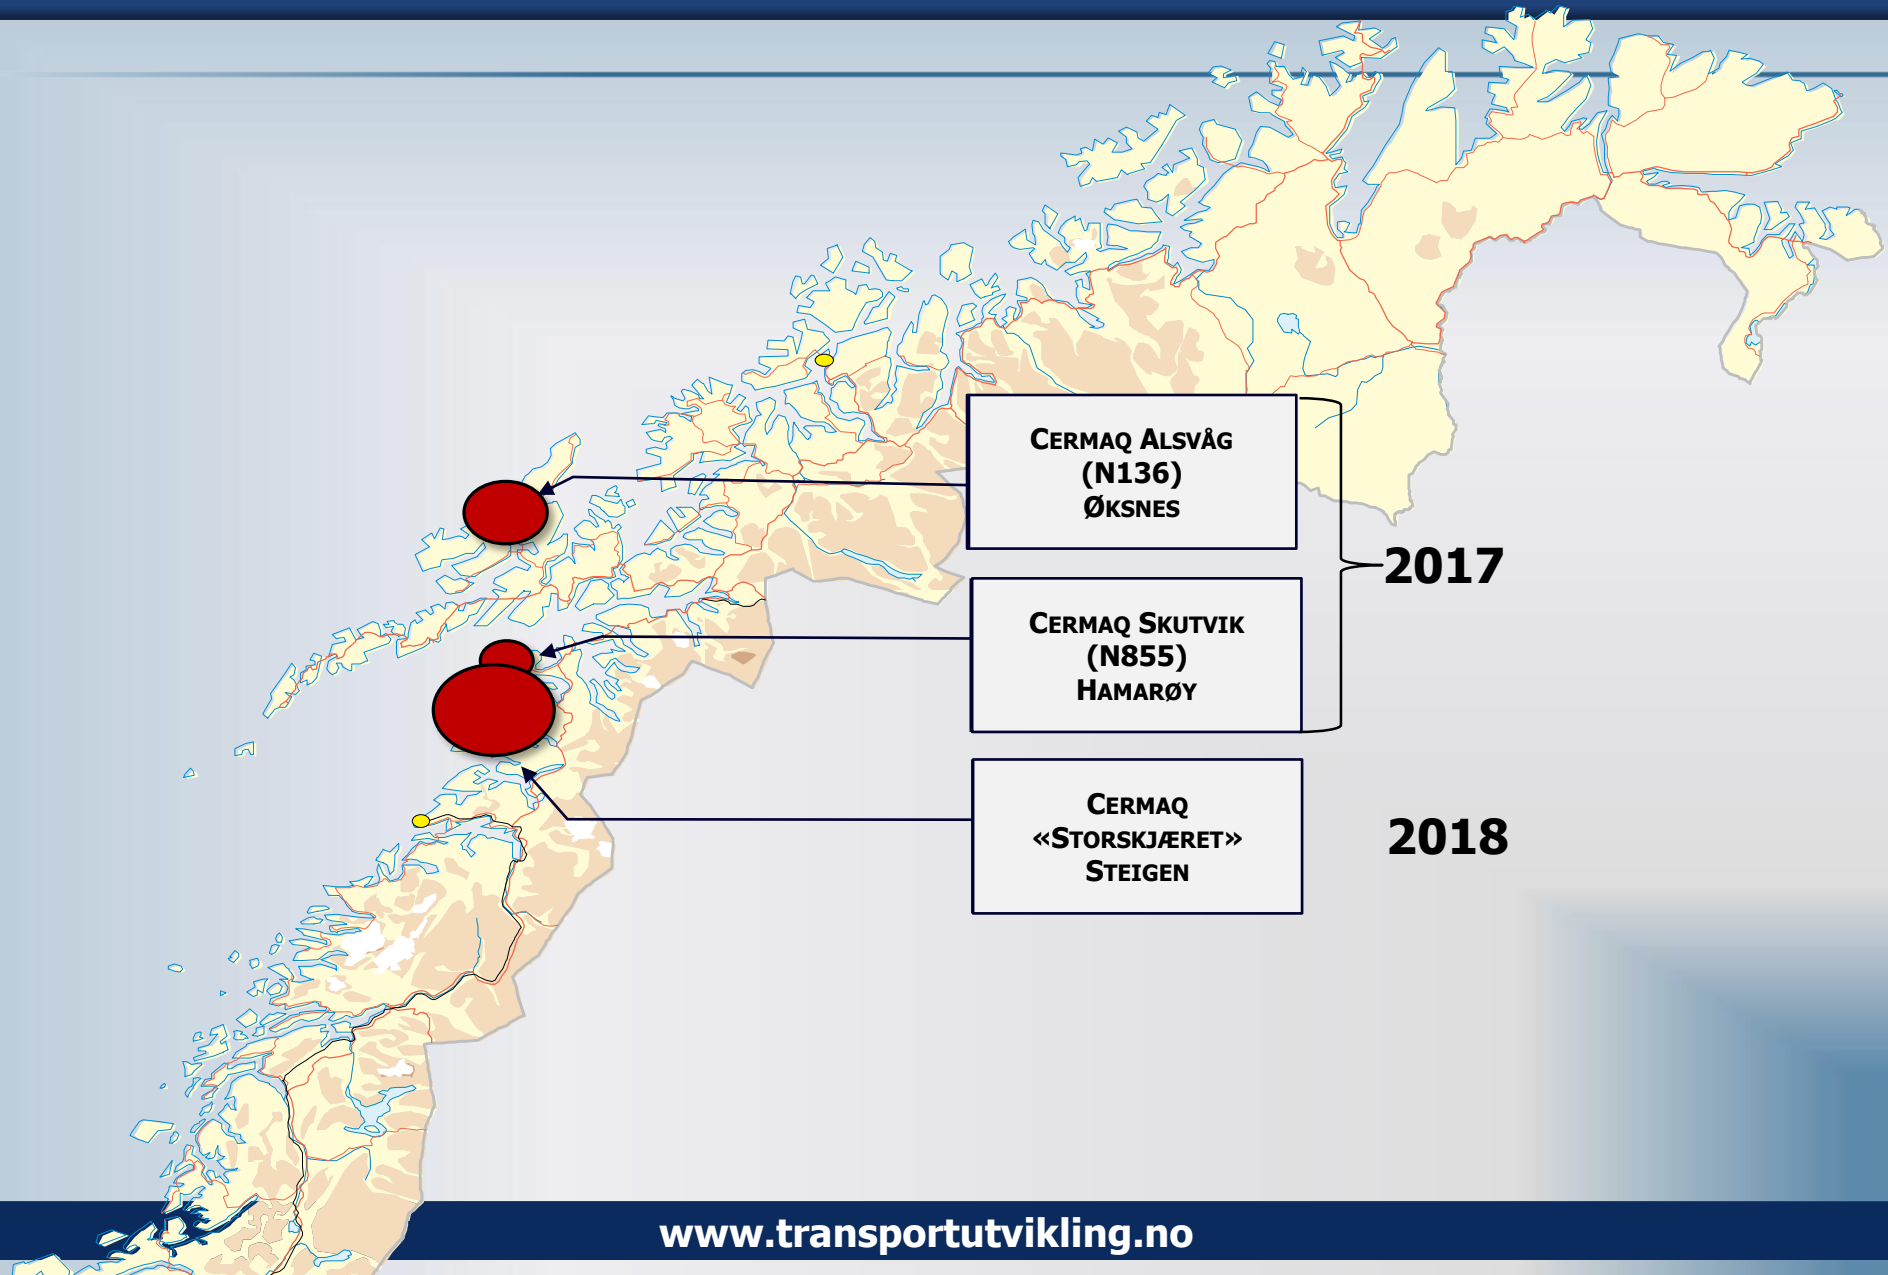 Cermaq Alsvåg
(N136)
Øksnes
2017
Cermaq Skutvik
(N855)
Hamarøy
Cermaq
«Storskjæret»
Steigen
2018
www.transportutvikling.no